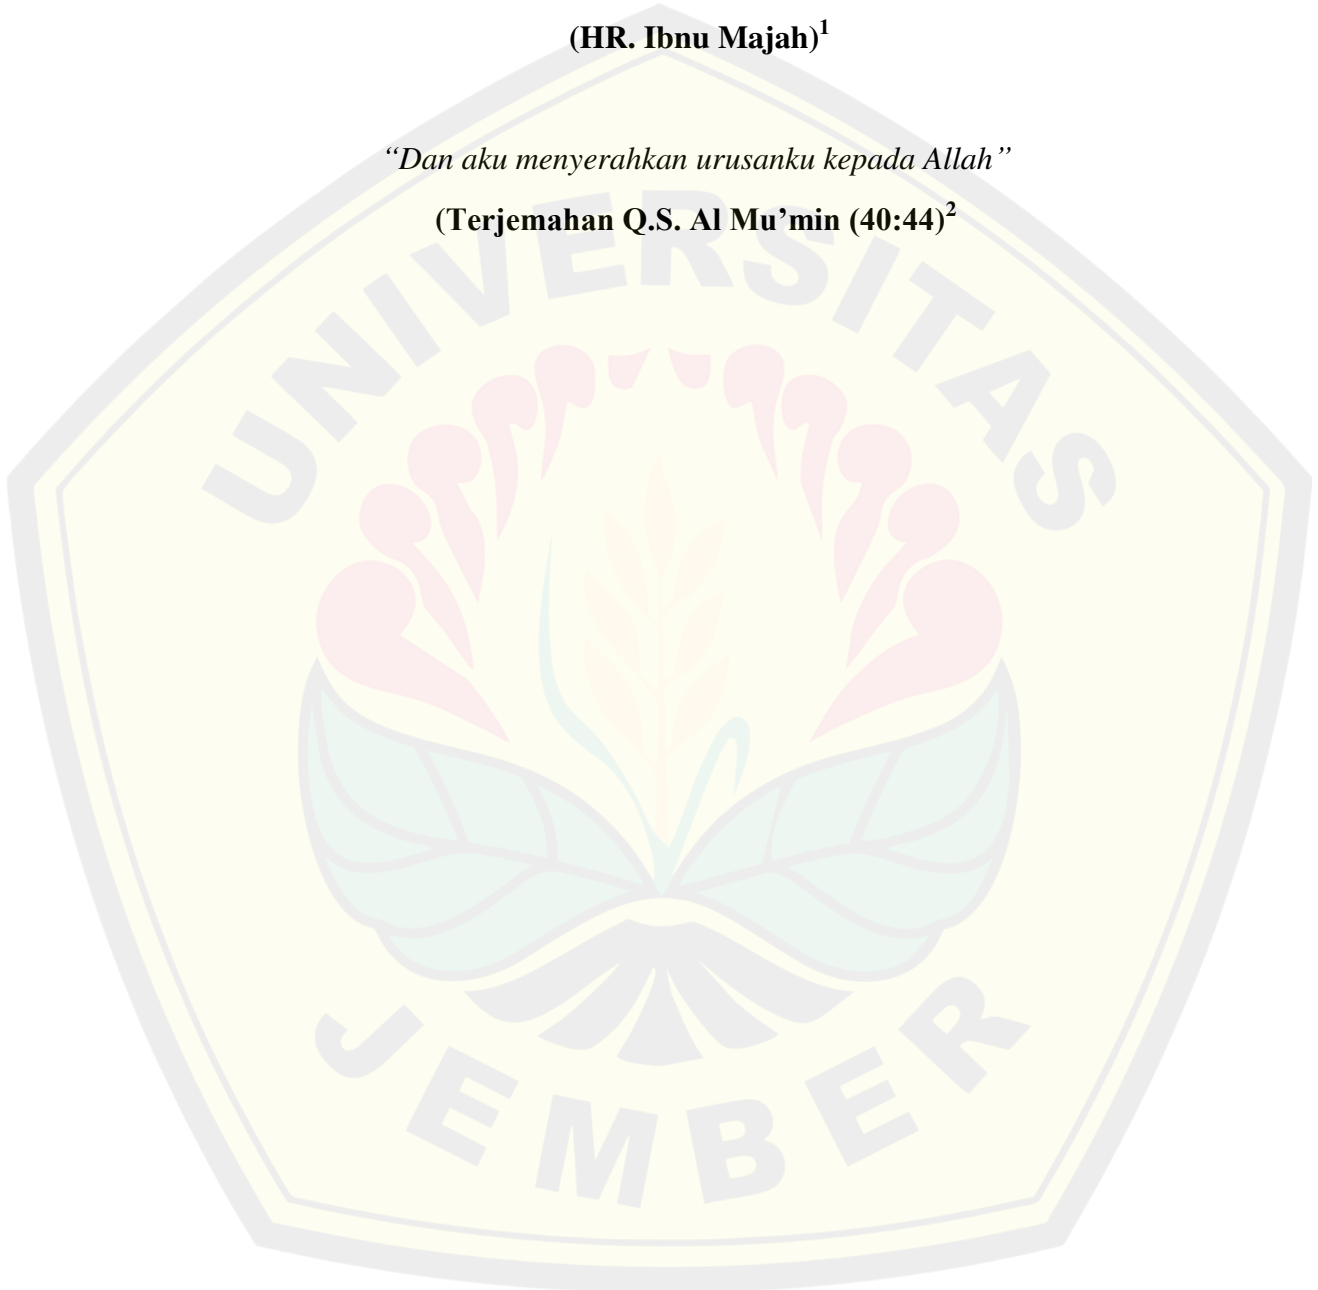 (HR. Ibnu Majah)1
“Dan aku menyerahkan urusanku kepada Allah”
(Terjemahan Q.S. Al Mu’min (40:44)2
UNIVERSITAS
JEMBER